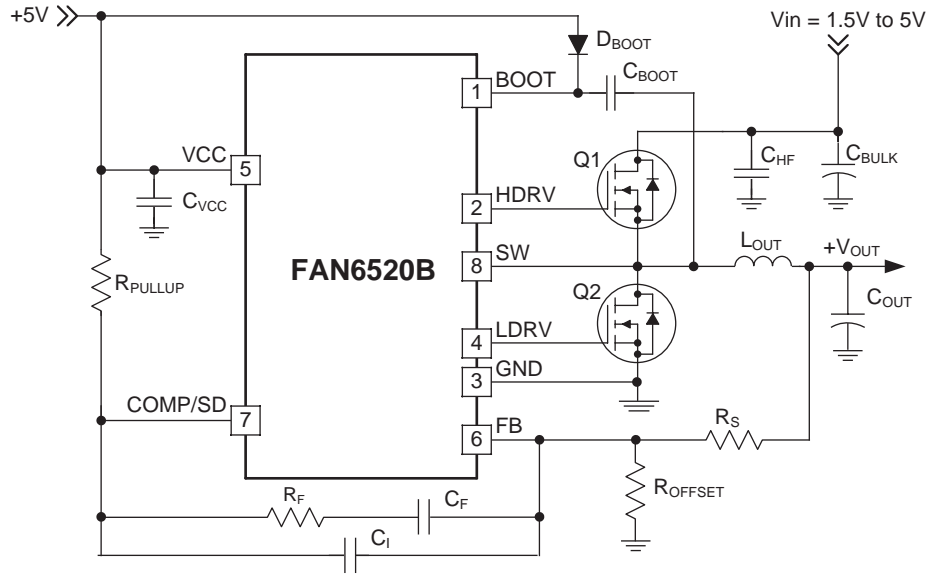 +5V
Vin = 1.5V to 5V
DBOOT
BOOT
CBOOT
1
VCC
5
CVCC
Q1
CHF
CBULK
HDRV
2
FAN6520B
SW
8
LOUT
+VOUT
RPULLUP
Q2
COUT
LDRV
4
GND
3
COMP/SD
7
FB
6
RS
ROFFSET
RF
CF
CI